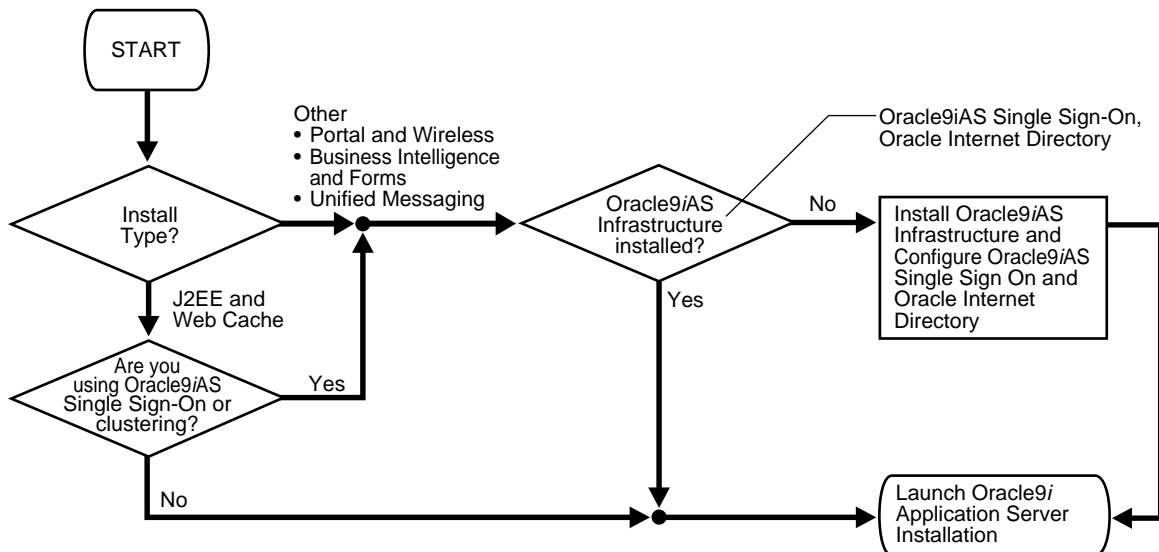 START
Other
• Portal and Wireless
• Business Intelligence
and Forms
• Unified Messaging
Oracle9iAS Single Sign-On,
Oracle Internet Directory
Install
Type?
Oracle9iAS
Infrastructure
installed?
No
Install Oracle9iAS
Infrastructure and
Configure Oracle9iAS
Single Sign On and
Oracle Internet
Directory
J2EE and
Web Cache
Yes
Are you
using Oracle9iAS
Single Sign-On or
clustering?
Yes
No
Launch Oracle9i
Application Server
Installation